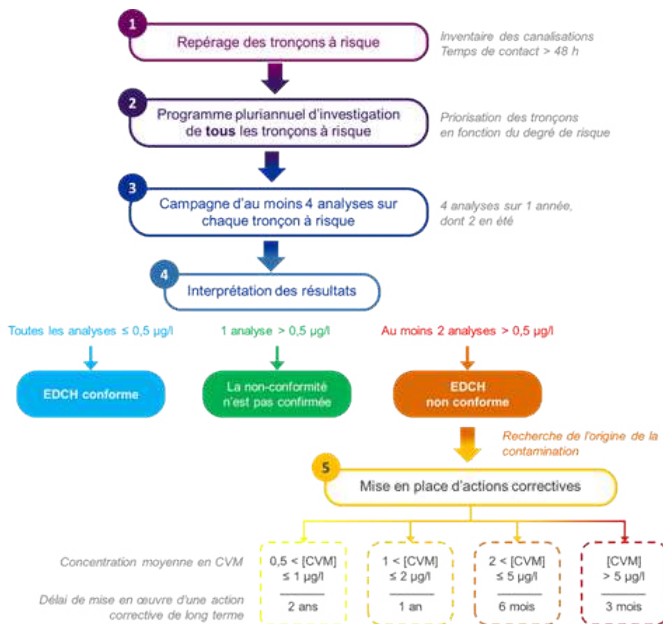 1
Repérage des tronçons à risque
Inventaire des canalisations
Temps de contact > 48 h
2
Programme pluriannuel d'investigation
de tous les tronçons à risque
Priorisation des tronçons
en fonction du degré de risque
3
Campagne d'au moins 4 analyses sur
chaque tronçon à risque
4 analyses sur 1 année,
dont 2 en été
4
Interprétation des résultats
Toutes les analyses ≤ 0,5 µg/l
1 analyse > 0,5 µg/l
Au moins 2 analyses > 0,5 µg/l
EDCH conforme
La non-conformité
n'est pas confirmée
EDCH
non conforme
Recherche de l'origine de la
contamination
5
Mise en place d'actions correctives
Concentration moyenne en CVM
0,5 < [CVM]
≤ 1 µg/l
1 < [CVM]
≤ 2 µg/l
2 < [CVM]
≤ 5 µg/l
[CVM]
> 5 µg/l
Délai de mise en œuvre d'une action
corrective de long terme
2 ans
1 an
6 mois
3 mois